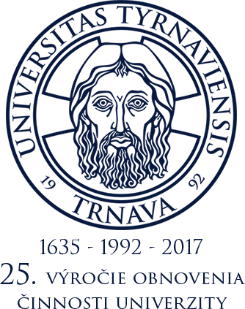 UNIVERSITAS TYRNAVIENSIS
19 92
TRNAVA
1635 - 1992 - 2017
25. VÝROČIE OBNOVENIA
ČINNOSTI UNIVERZITY